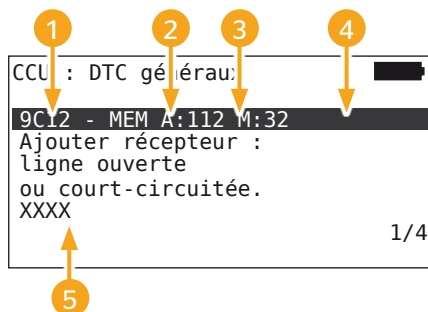 1 2 3 4
CCU : DTC généraux
9C12 - MEM A:112 M:32
Ajouter récepteur :
ligne ouverte
ou court-circuitée.
XXXX
1/4
5